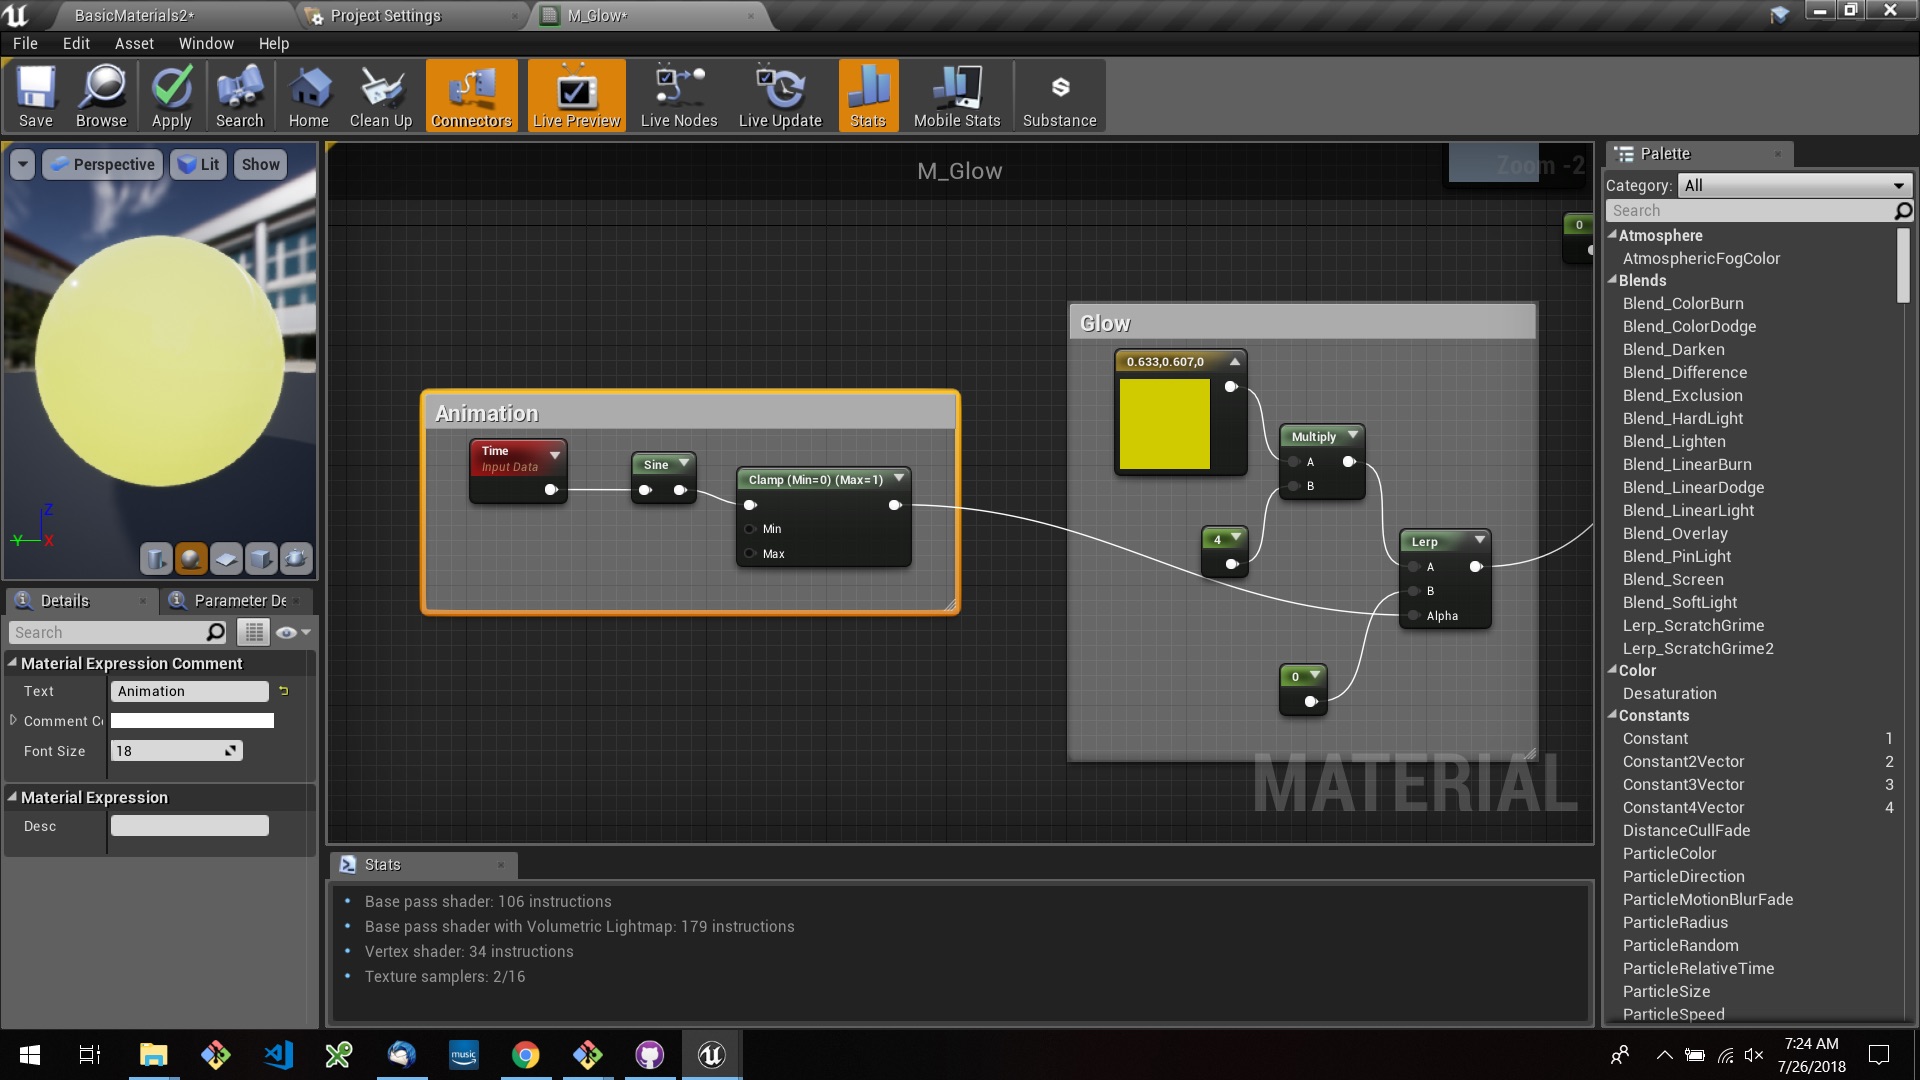 BasicMaterials2*
Project Settings
M_Glow*
File Edit Asset Window Help
Save Browse Apply Search Home Clean Up Connectors Live Preview Live Nodes Live Update Stats Mobile Stats Substance
Perspective Lit Show
M_Glow
Zoom -2
0
Z
Y
X
Animation
Time
Input Data
Sine
Clamp (Min=0) (Max=1)
Min
Max
Glow
0.633,0.607,0
Multiply
A
B
4
Lerp
A
B
Alpha
0
MATERIAL
Details
Parameter De
Search
Material Expression Comment
Text Animation
Comment C
Font Size 18
Material Expression
Desc
Stats
Base pass shader: 106 instructions
Base pass shader with Volumetric Lightmap: 179 instructions
Vertex shader: 34 instructions
Texture samplers: 2/16
Palette
Category: All
Search
Atmosphere
AtmosphericFogColor
Blends
Blend_ColorBurn
Blend_ColorDodge
Blend_Darken
Blend_Difference
Blend_Exclusion
Blend_HardLight
Blend_Lighten
Blend_LinearBurn
Blend_LinearDodge
Blend_LinearLight
Blend_Overlay
Blend_PinLight
Blend_Screen
Blend_SoftLight
Lerp_ScratchGrime
Lerp_ScratchGrime2
Color
Desaturation
Constants
Constant 1
Constant2Vector 2
Constant3Vector 3
Constant4Vector 4
DistanceCullFade
ParticleColor
ParticleDirection
ParticleMotionBlurFade
ParticleRadius
ParticleRandom
ParticleRelativeTime
ParticleSize
ParticleSpeed
music
7:24 AM
7/26/2018